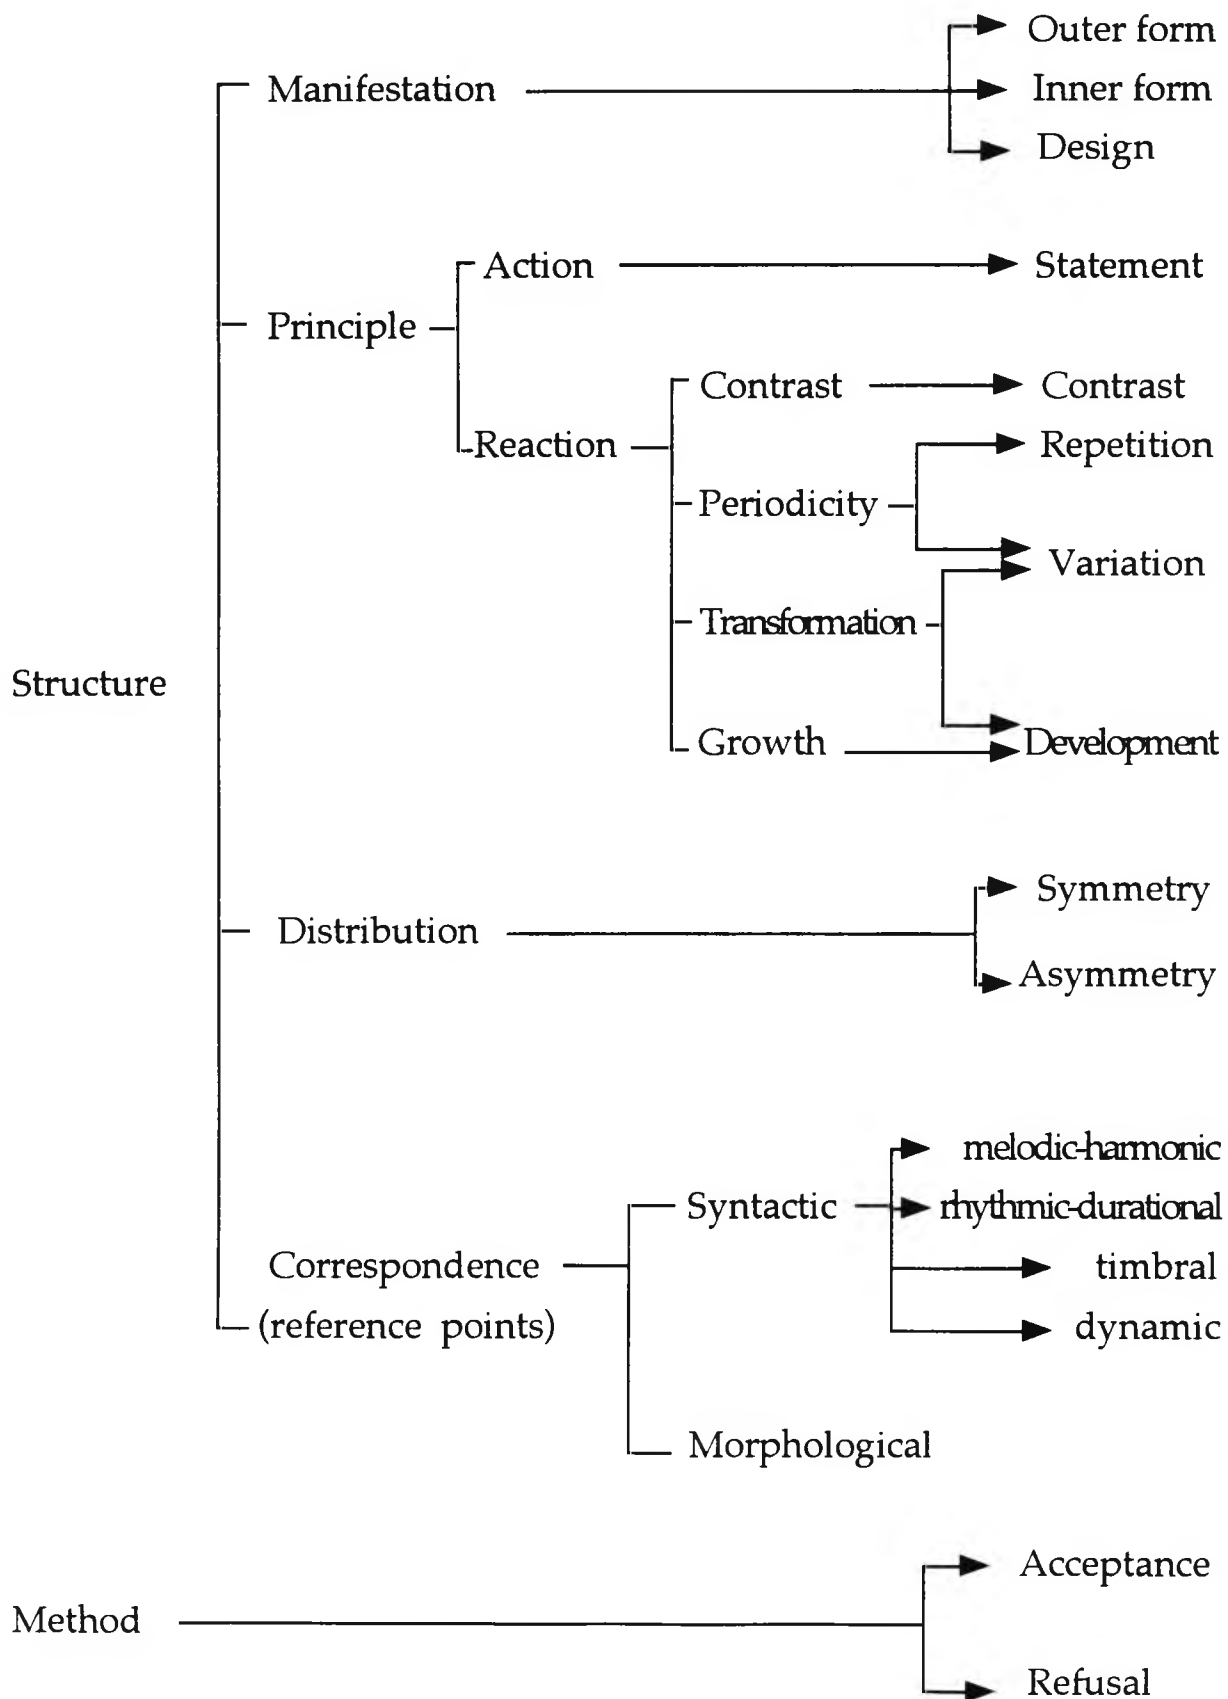 Outer form
Manifestation
Inner form
Design
Action
Statement
Principle
Contrast
Contrast
Reaction
Repetition
Periodicity
Variation
Transformation
Structure
Growth
Development
Symmetry
Distribution
Asymmetry
melodic-harmonic
Syntactic
rhythmic-durational
Correspondence
timbral
(reference points)
dynamic
Morphological
Acceptance
Method
Refusal